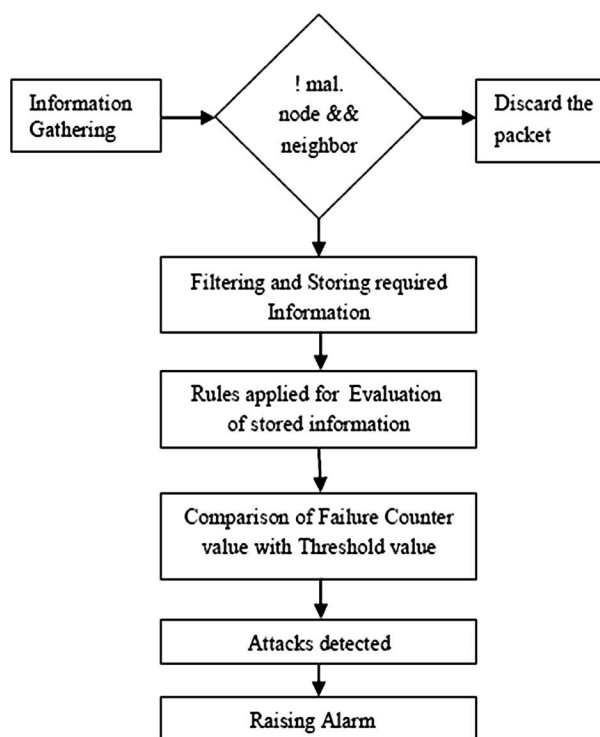 Information
Gathering
! mal.
node &&
neighbor
Discard the
packet
Filtering and Storing required
Information
Rules applied for Evaluation
of stored information
Comparison of Failure Counter
value with Threshold value
Attacks detected
Raising Alarm